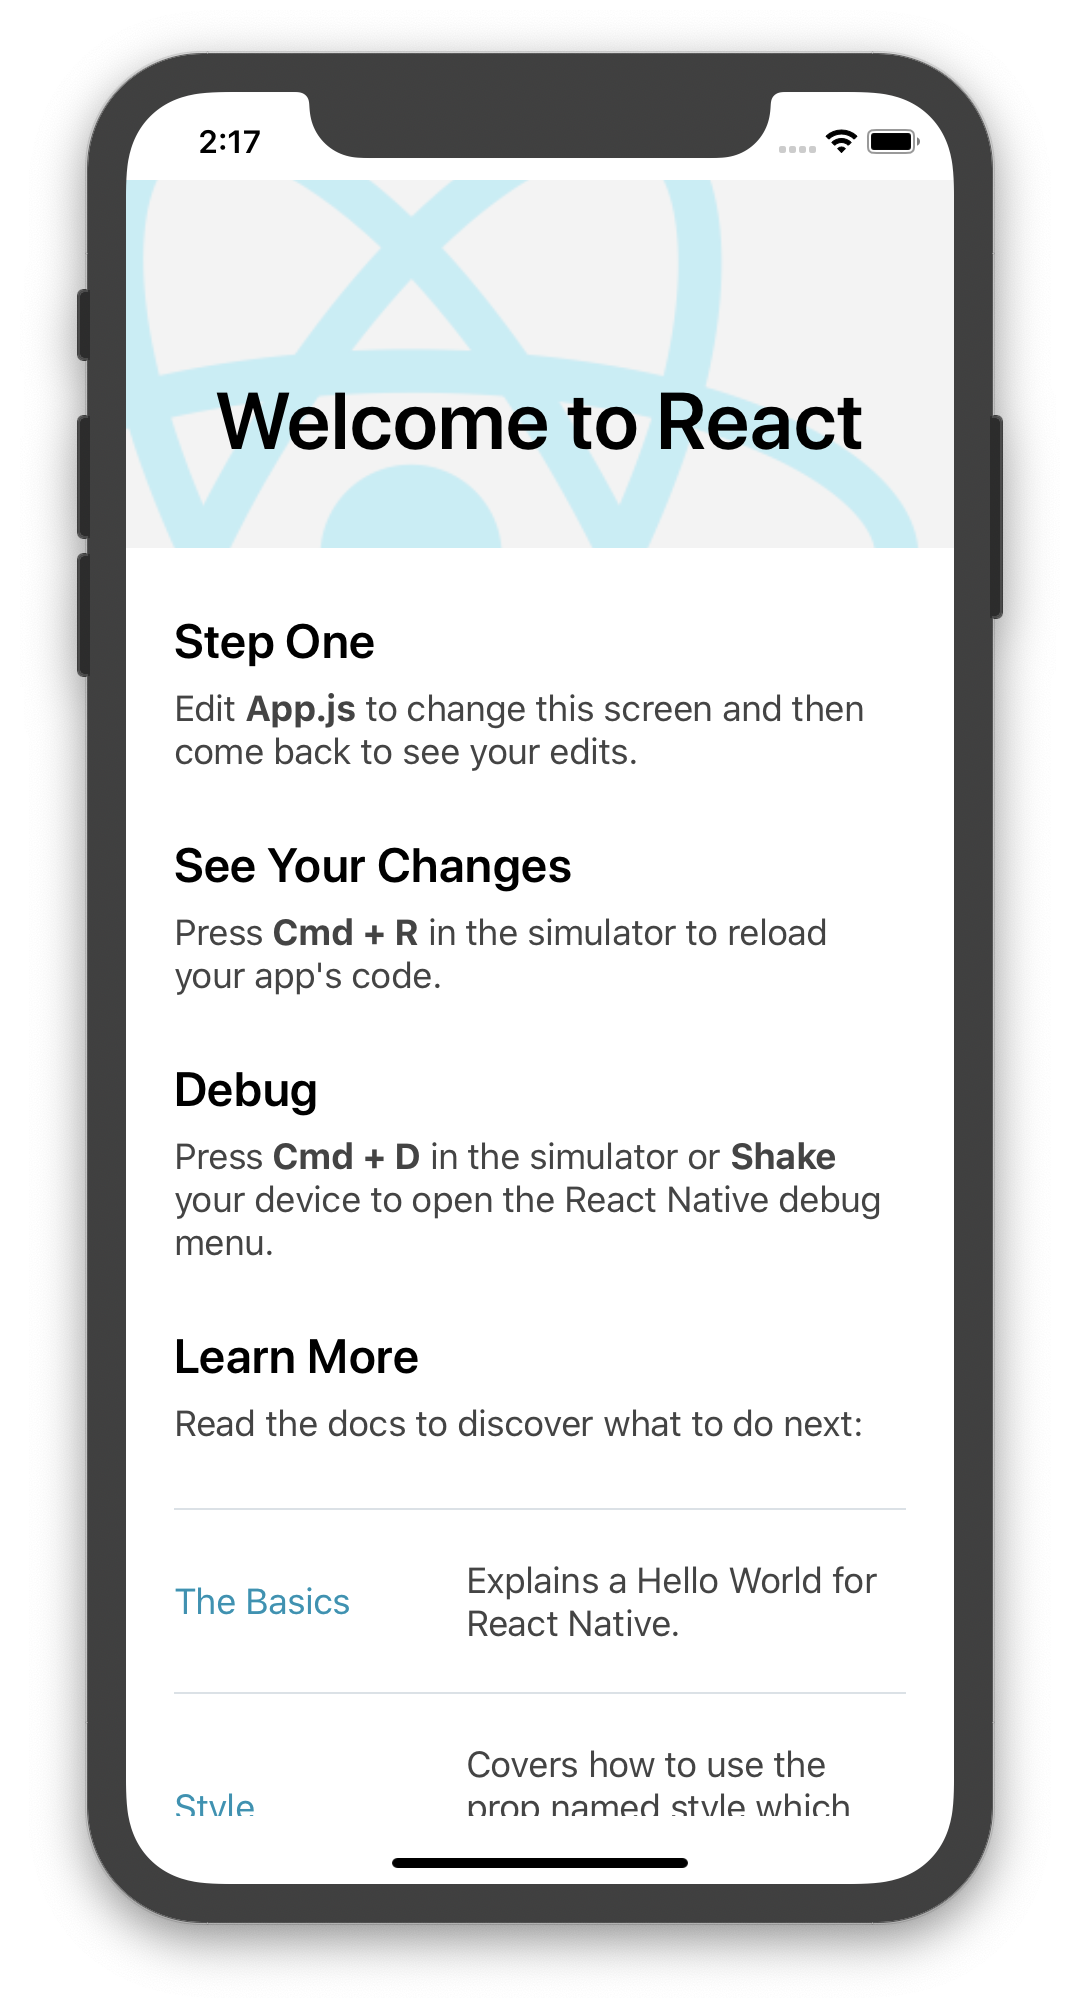 2:17
Welcome to React
Step One
Edit App.js to change this screen and then
come back to see your edits.
See Your Changes
Press Cmd + R in the simulator to reload
your app's code.
Debug
Press Cmd + D in the simulator or Shake
your device to open the React Native debug
menu.
Learn More
Read the docs to discover what to do next:
The Basics
Explains a Hello World for
React Native.
Style
Covers how to use the
prop named style which